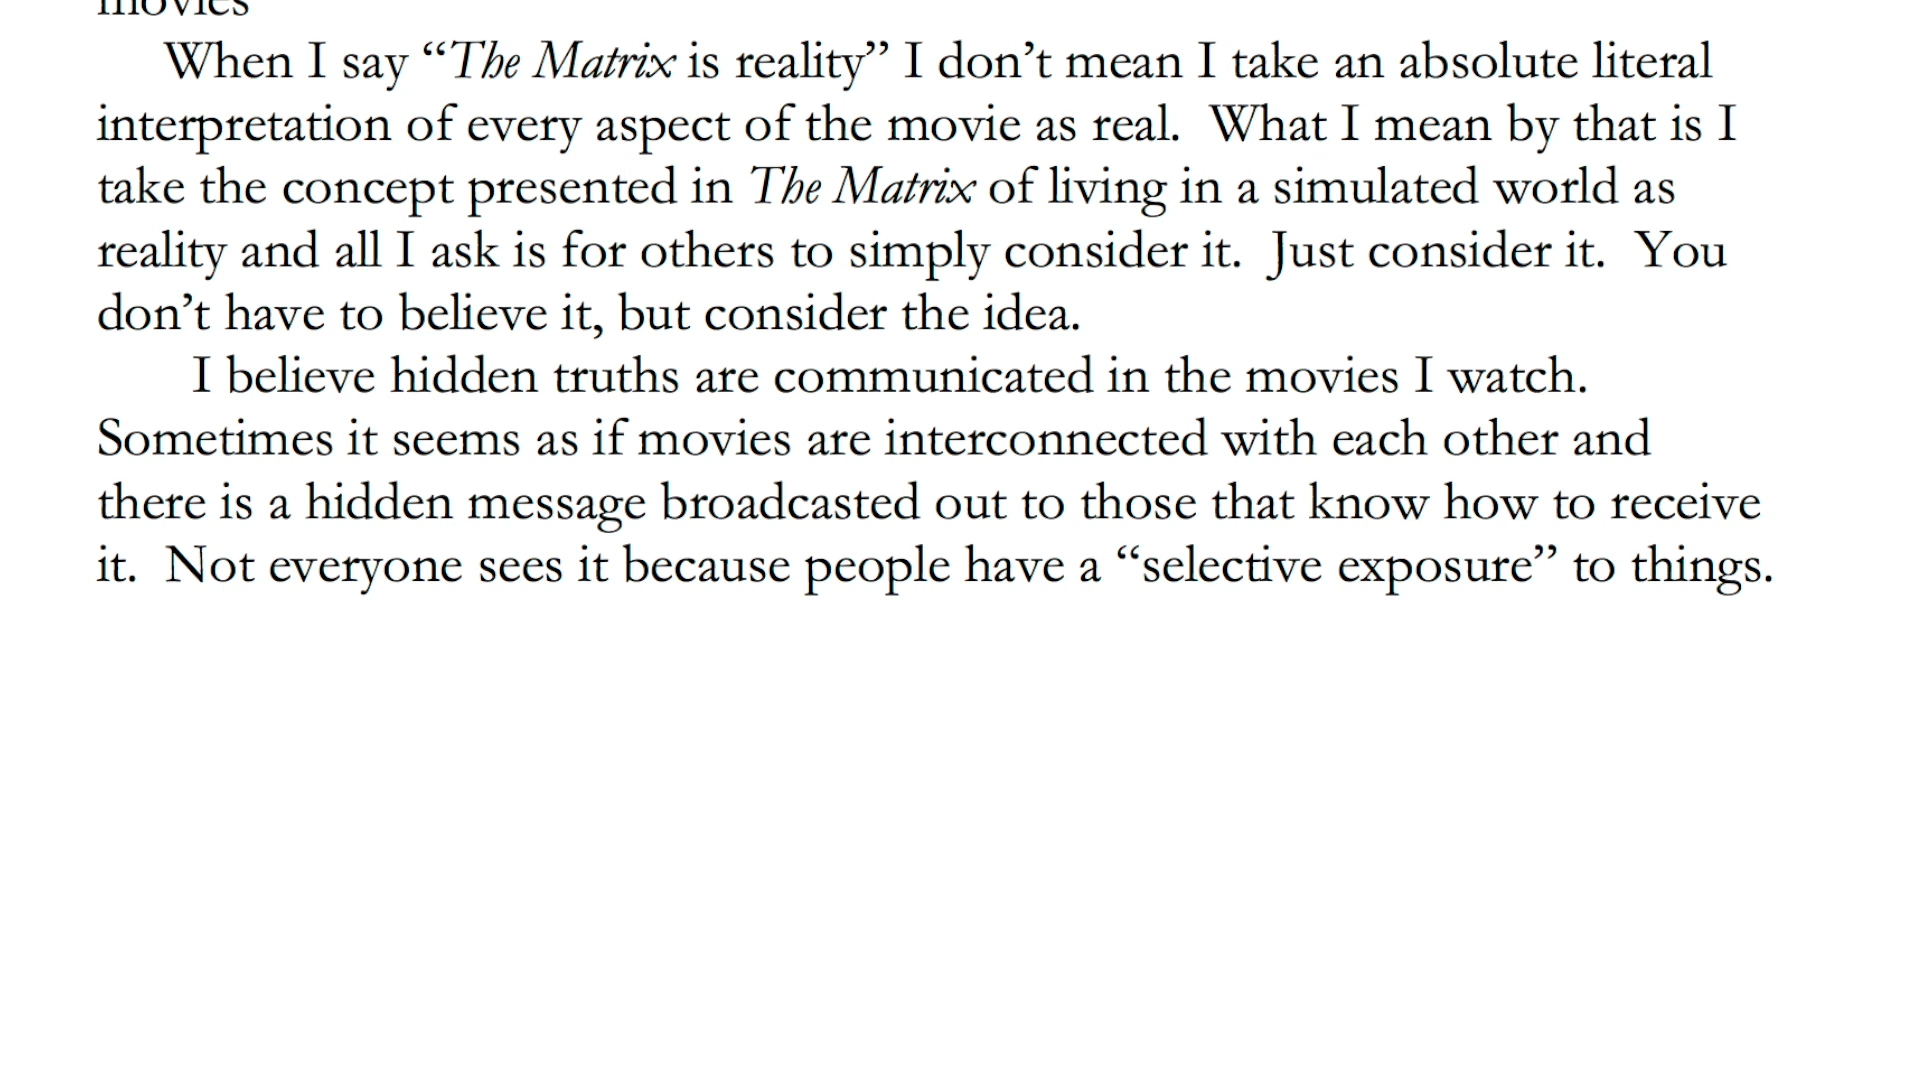 movies
When I say “The Matrix is reality” I don’t mean I take an absolute literal
interpretation of every aspect of the movie as real.  What I mean by that is I
take the concept presented in The Matrix of living in a simulated world as
reality and all I ask is for others to simply consider it.  Just consider it.  You
don’t have to believe it, but consider the idea.
I believe hidden truths are communicated in the movies I watch.
Sometimes it seems as if movies are interconnected with each other and
there is a hidden message broadcasted out to those that know how to receive
it.  Not everyone sees it because people have a “selective exposure” to things.